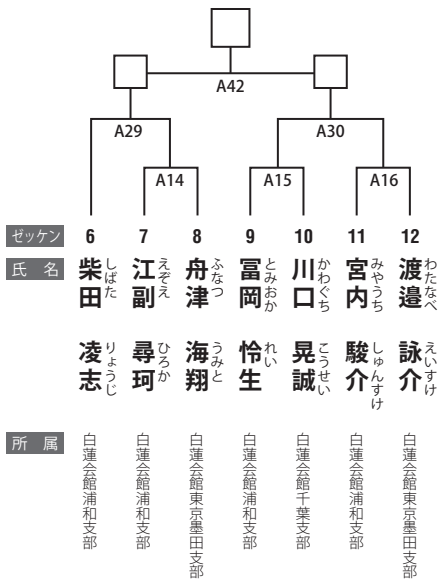 A42
A29
A30
A14
A15
A16
ゼッケン 6 7 8 9 10 11 12
氏名
柴田 凌志
しばた りょうじ
江副 尋珂
えぞえ ひろか
舟津 海翔
ふなつ うみと
冨岡 怜生
とみおか れい
川口 晃誠
かわぐち こうせい
宮内 駿介
みやうち しゅんすけ
渡邉 詠介
わたなべ えいすけ
所属
白蓮会館浦和支部
白蓮会館浦和支部
白蓮会館東京墨田支部
白蓮会館浦和支部
白蓮会館千葉支部
白蓮会館浦和支部
白蓮会館東京墨田支部